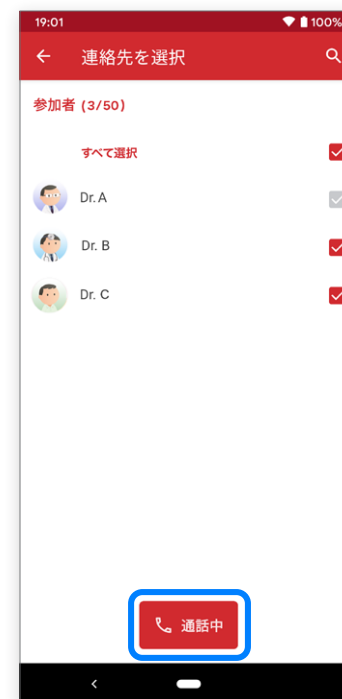 19:01 100%
連絡先を選択
参加者 (3/50)
すべて選択
Dr. A
Dr. B
Dr. C
通話中